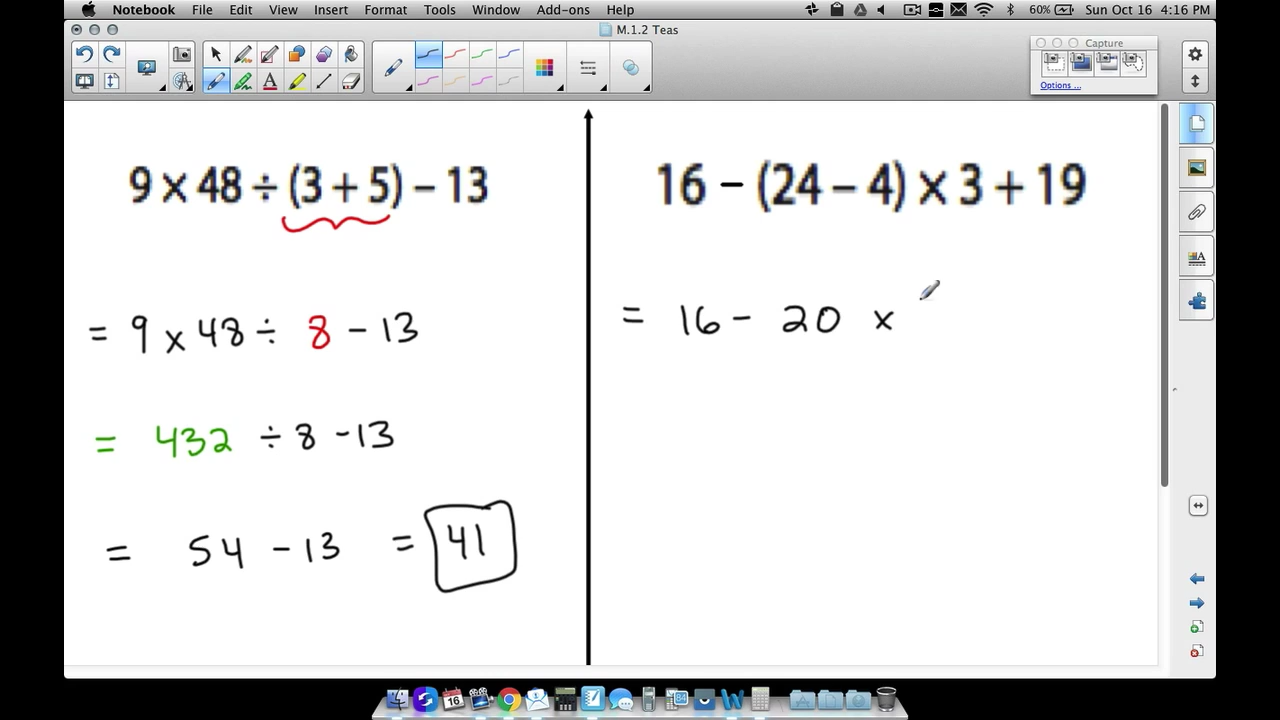 Notebook File Edit View Insert Format Tools Window Add-ons Help 60% Sun Oct 16 4:16 PM
M.1.2 Teas
Capture
Options ...
9 × 48 ÷ (3 + 5) – 13
= 9 x 48 ÷ 8 - 13
= 432 ÷ 8 - 13
= 54 - 13 = 41
16 – (24 – 4) × 3 + 19
= 16 - 20 x